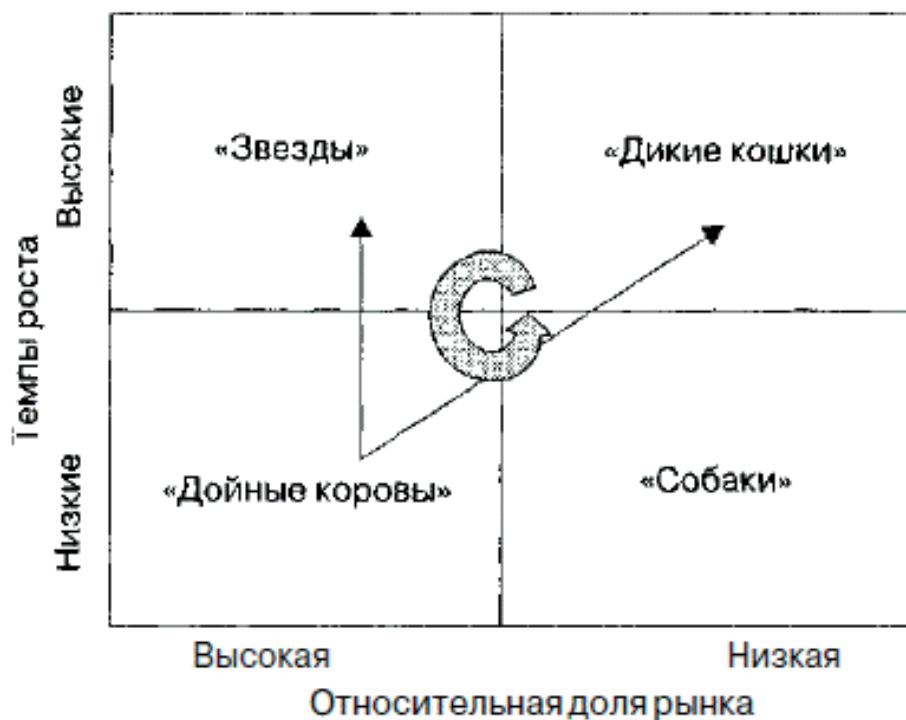 Темпы роста
Высокие
Низкие
«Звезды»
«Дикие кошки»
«Дойные коровы»
«Собаки»
Высокая
Низкая
Относительная доля рынка